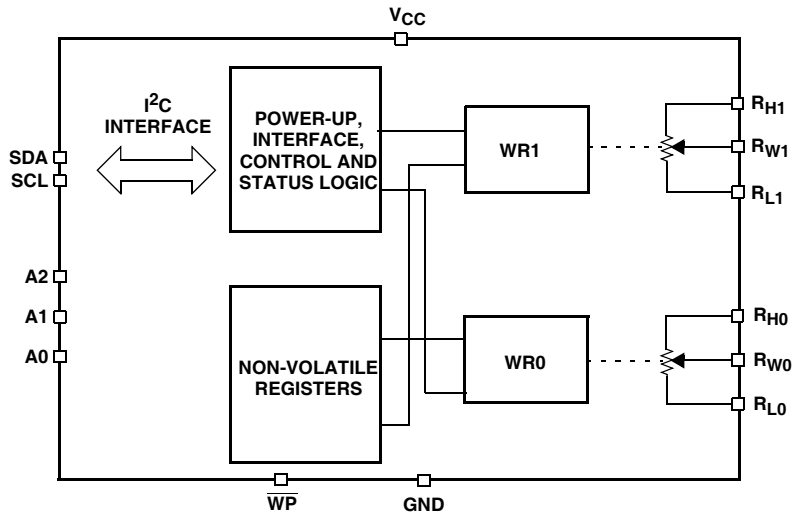 VCC
I²C
INTERFACE
SDA
SCL
A2
A1
A0
POWER-UP,
INTERFACE,
CONTROL AND
STATUS LOGIC
NON-VOLATILE
REGISTERS
WR1
WR0
RH1
RW1
RL1
RH0
RW0
RL0
W̅P̅
GND